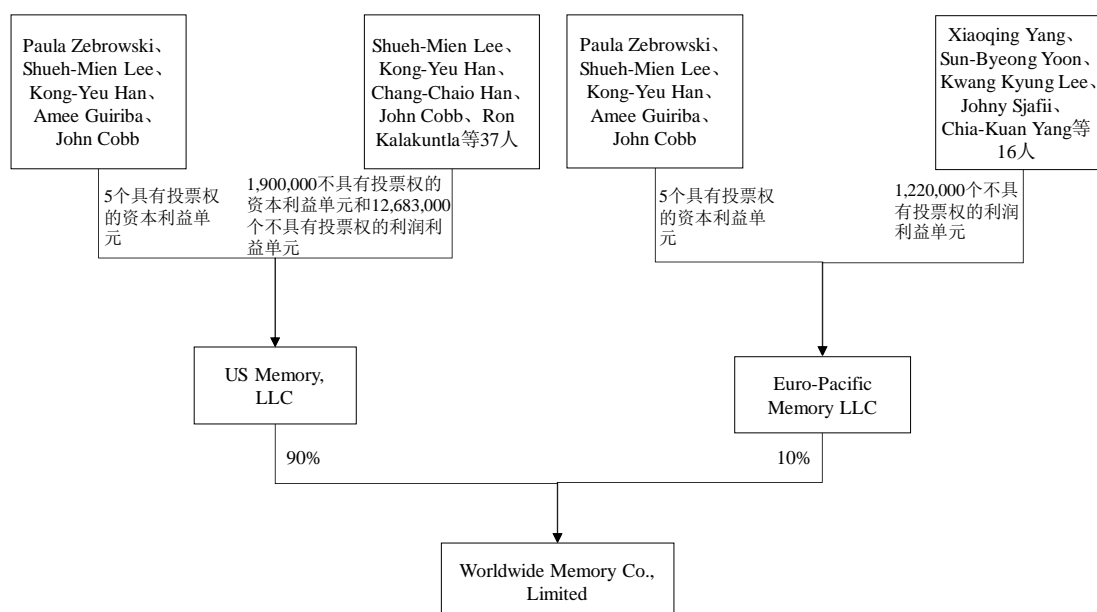 Paula Zebrowski、
Shueh-Mien Lee、
Kong-Yeu Han、
Amee Guiriba、
John Cobb
Shueh-Mien Lee、
Kong-Yeu Han、
Chang-Chaio Han、
John Cobb、Ron
Kalakuntla等37人
Paula Zebrowski、
Shueh-Mien Lee、
Kong-Yeu Han、
Amee Guiriba、
John Cobb
Xiaoqing Yang、
Sun-Byeong Yoon、
Kwang Kyung Lee、
Johny Sjafii、
Chia-Kuan Yang等
16人
5个具有投票权
的资本利益单
元
1,900,000不具有投票权的
资本利益单元和12,683,000
个不具有投票权的利润利
益单元
5个具有投票权
的资本利益单
元
1,220,000个不具
有投票权的利润
利益单元
US Memory,
LLC
Euro-Pacific
Memory LLC
90%
10%
Worldwide Memory Co.,
Limited